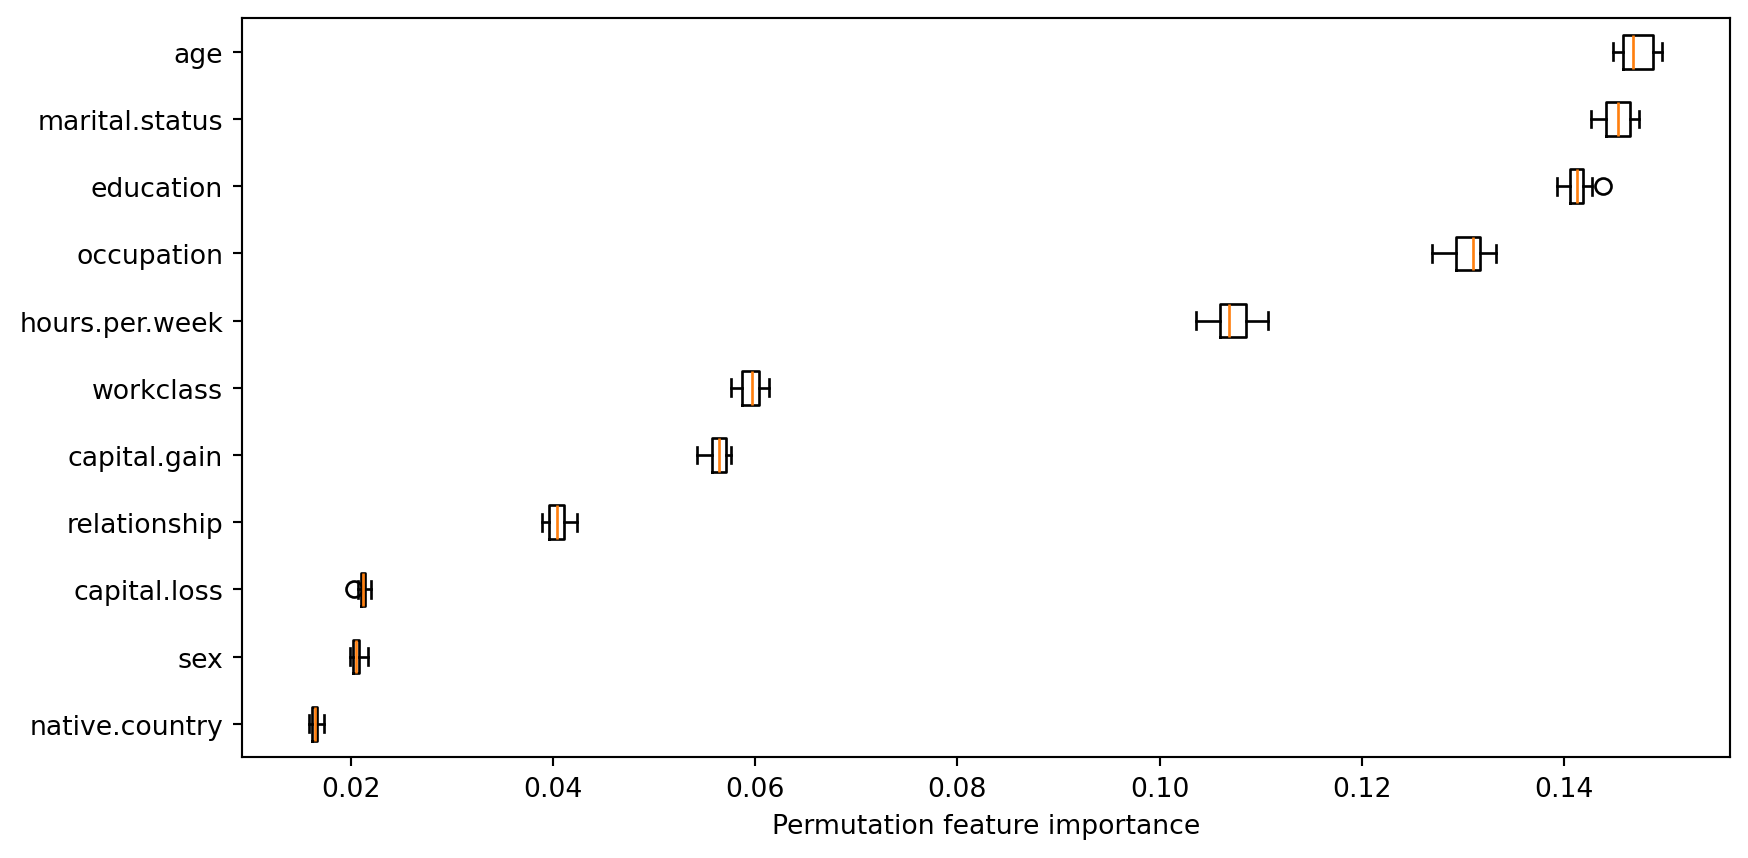 age
marital.status
education
occupation
hours.per.week
workclass
capital.gain
relationship
capital.loss
sex
native.country
0.02 0.04 0.06 0.08 0.10 0.12 0.14
Permutation feature importance